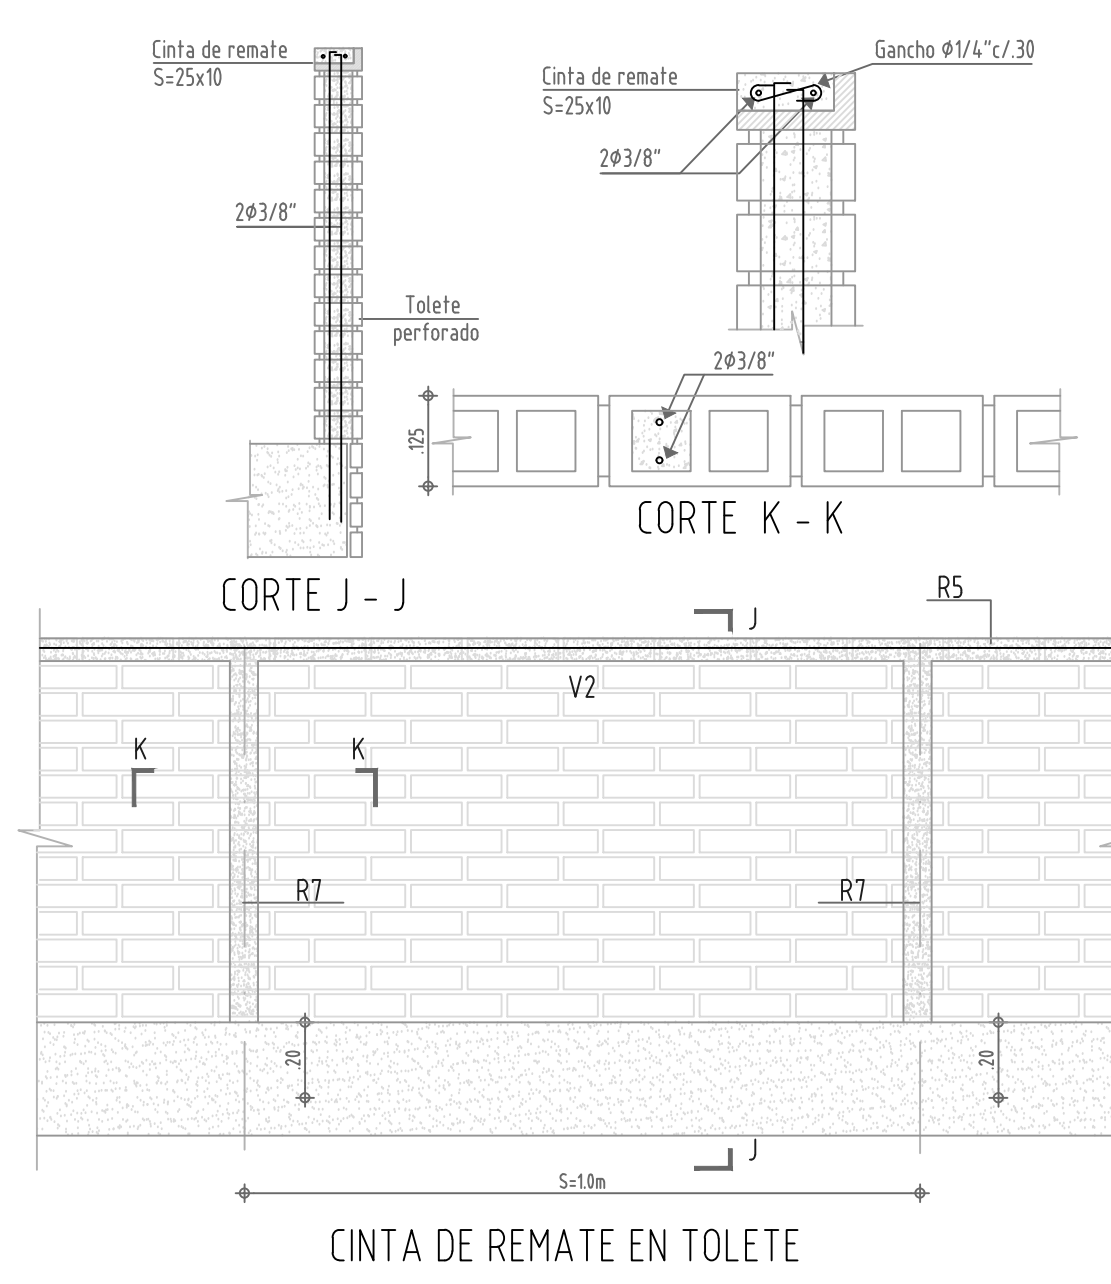 Cinta de remate
S=25x10
2Ø3/8"
Tolete
perforado
CORTE J - J
Gancho Ø1/4"c/.30
Cinta de remate
S=25x10
2Ø3/8"
2Ø3/8"
.125
CORTE K - K
R5
J
V2
K
K
R7
R7
.20
.20
J
S=1.0m
CINTA DE REMATE EN TOLETE